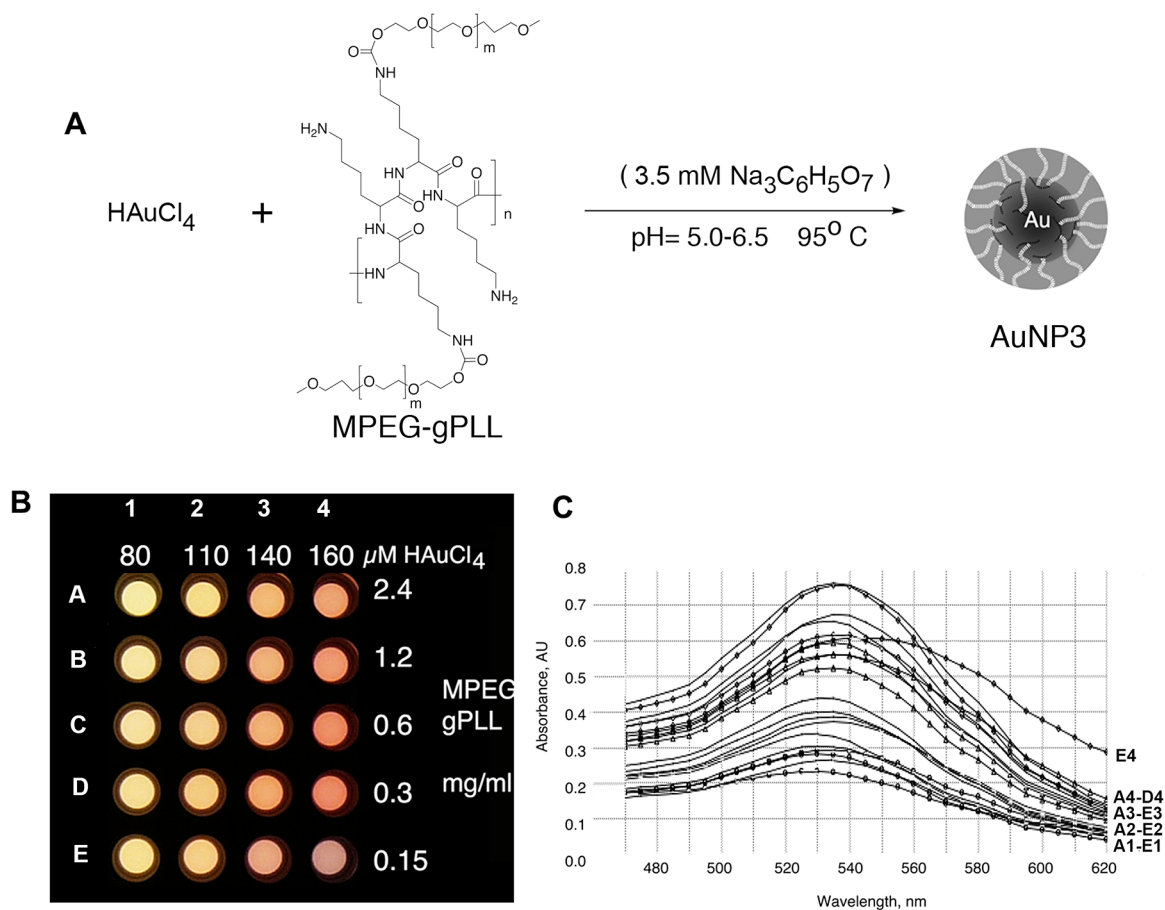 A
HAuCl4
+
O
O
O
m
O
O
NH
H2N
HN
O
O
HN
O
n
NH
O
HN
NH2
NH
O
O
O
O
m
O
O
MPEG-gPLL
( 3.5 mM Na3C6H5O7 )
pH= 5.0-6.5 95o C
Au
AuNP3
B
1 2 3 4
80 110 140 160 µM HAuCl4
A 2.4
B 1.2
MPEG
C 0.6
gPLL
D 0.3
mg/ml
E 0.15
C
0.8
0.7
0.6
0.5
0.4
0.3
0.2
0.1
0.0
Absorbance, AU
480 500 520 540 560 580 600 620
Wavelength, nm
E4
A4-D4
A3-E3
A2-E2
A1-E1